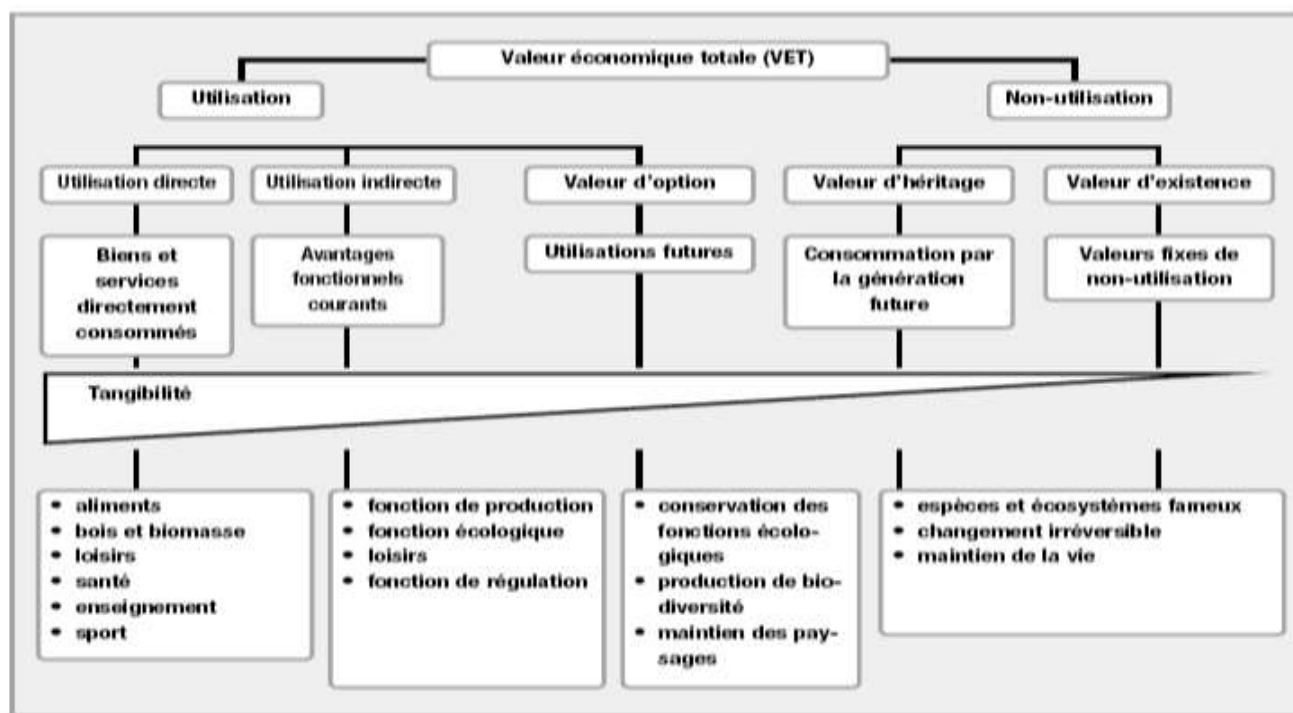 Valeur économique totale (VET)
Utilisation
Non-utilisation
Utilisation directe
Utilisation indirecte
Valeur d'option
Valeur d'héritage
Valeur d'existence
Biens et
services
directement
consommés
Avantages
fonctionnels
courants
Utilisations futures
Consommation par
la génération
future
Valeurs fixes de
non-utilisation
Tangibilité
• aliments
• bois et biomasse
• loisirs
• santé
• enseignement
• sport
• fonction de production
• fonction écologique
• loisirs
• fonction de régulation
• conservation des
fonctions écolo-
giques
• production de bio-
diversité
• maintien des pay-
sages
• espèces et écosystèmes fameux
• changement irréversible
• maintien de la vie